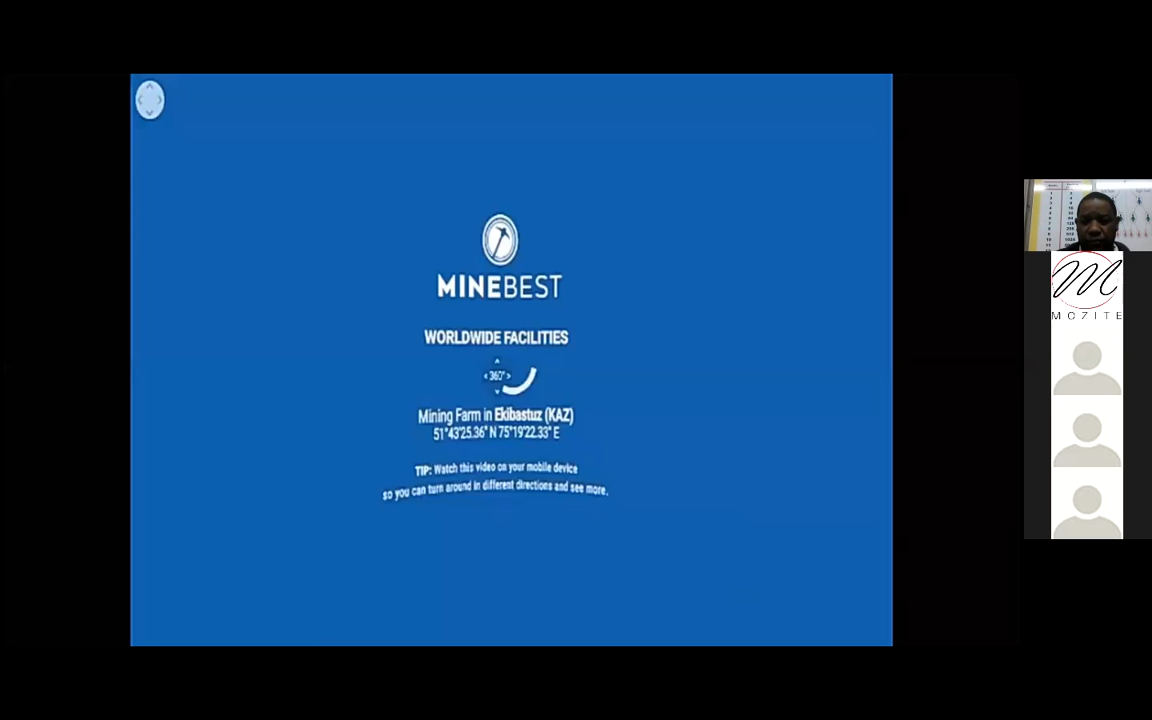 MINEBEST
WORLDWIDE FACILITIES
< 360° >
Mining Farm in Ekibastuz (KAZ)
51°43'25.36" N 75°19'22.33" E
TIP: Watch this video on your mobile device
so you can turn around in different directions and see more.
M
MOZITE